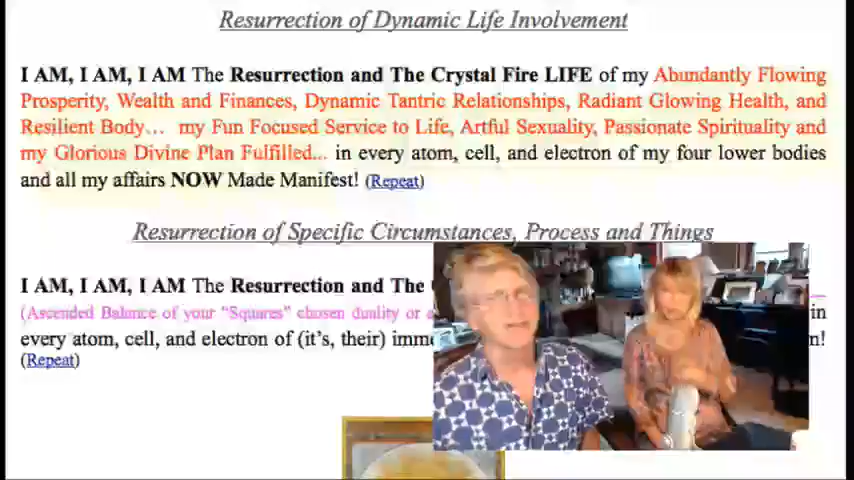 Resurrection of Dynamic Life Involvement
I AM, I AM, I AM The Resurrection and The Crystal Fire LIFE of my Abundantly Flowing
Prosperity, Wealth and Finances, Dynamic Tantric Relationships, Radiant Glowing Health, and
Resilient Body... my Fun Focused Service to Life, Artful Sexuality, Passionate Spirituality and
my Glorious Divine Plan Fulfilled... in every atom, cell, and electron of my four lower bodies
and all my affairs NOW Made Manifest! (Repeat)
Resurrection of Specific Circumstances, Process and Things
I AM, I AM, I AM The Resurrection and The
(Ascended Balance of your "Squares" chosen duality or a in
every atom, cell, and electron of (it's, their) imme n!
(Repeat)